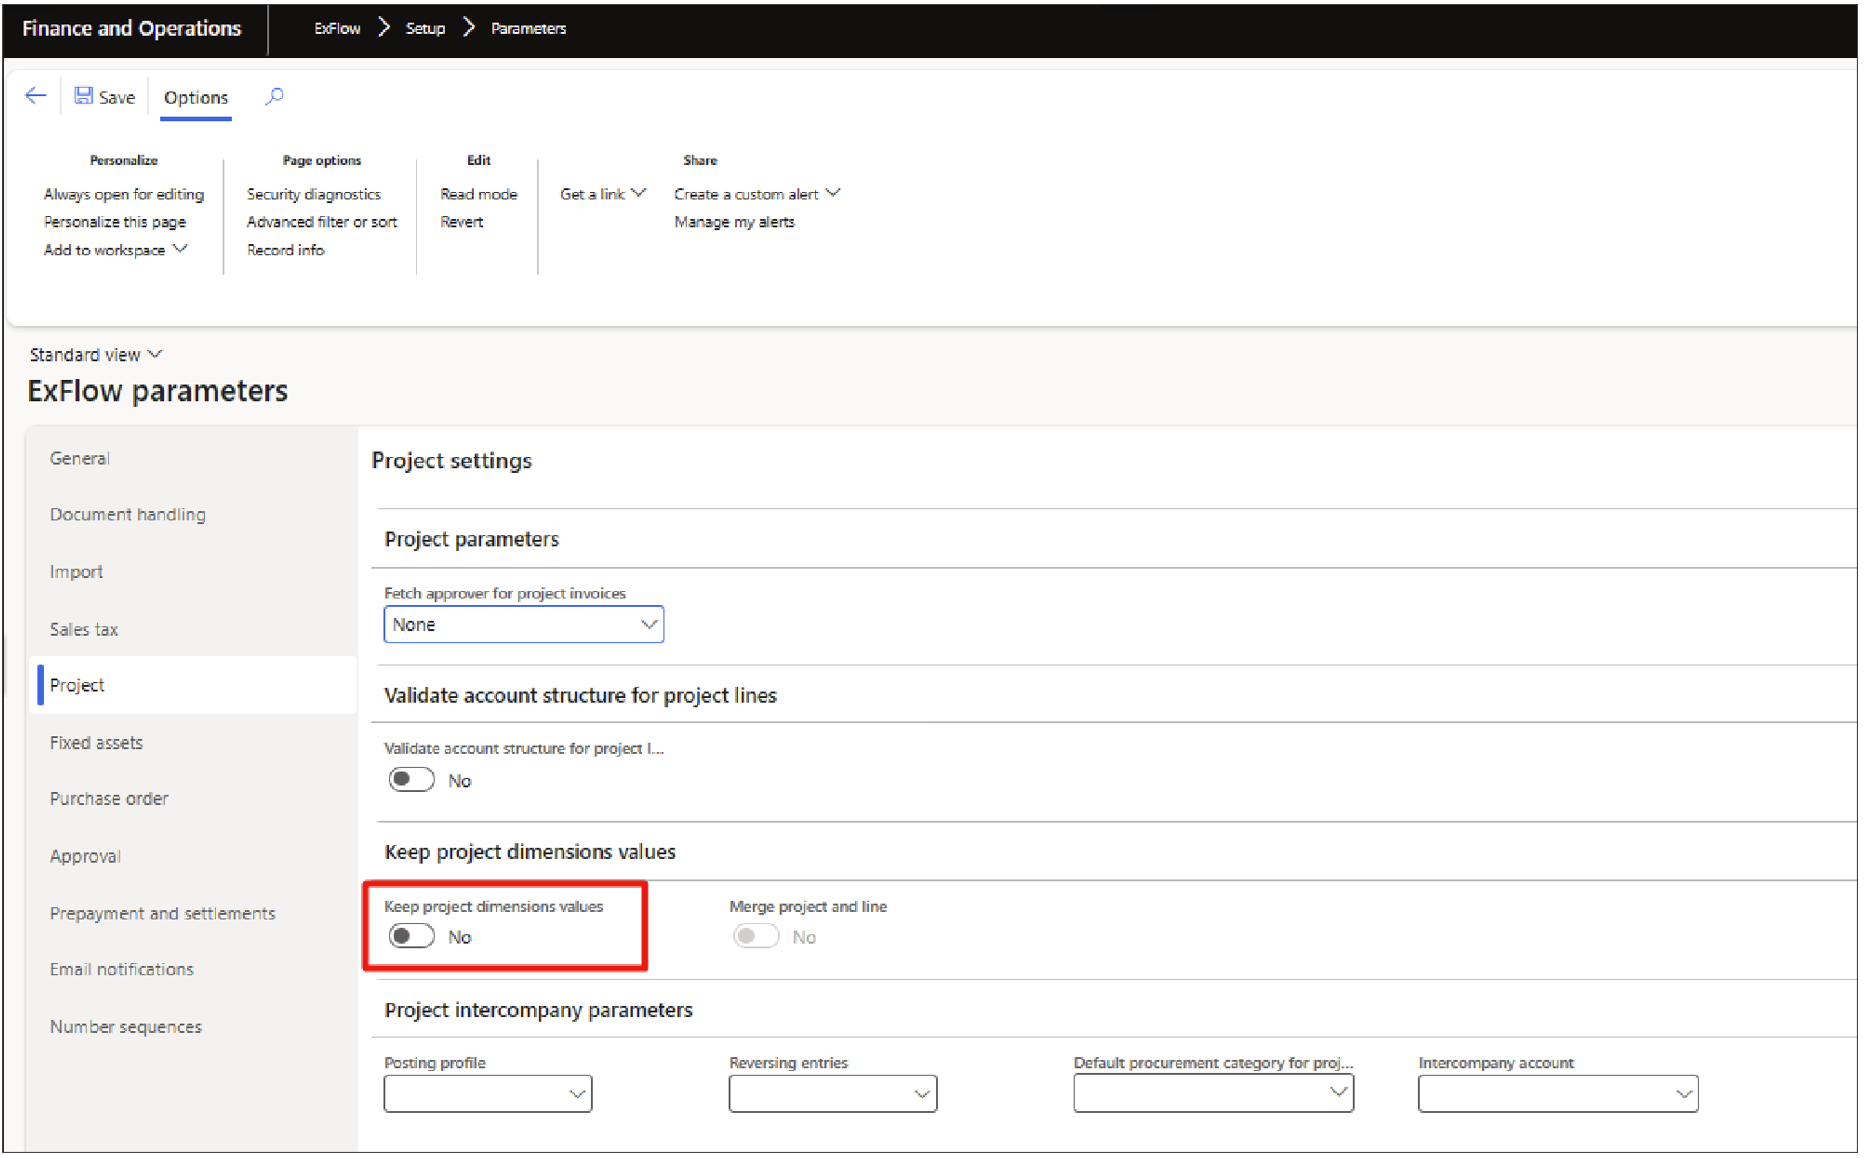 Finance and Operations
ExFlow > Setup > Parameters
Save
Options
Personalize
Always open for editing
Personalize this page
Add to workspace
Page options
Security diagnostics
Advanced filter or sort
Record info
Edit
Read mode
Revert
Share
Get a link
Create a custom alert
Manage my alerts
Standard view
ExFlow parameters
General
Document handling
Import
Sales tax
Project
Fixed assets
Purchase order
Approval
Prepayment and settlements
Email notifications
Number sequences
Project settings
Project parameters
Fetch approver for project invoices
None
Validate account structure for project lines
Validate account structure for project l...
No
Keep project dimensions values
Keep project dimensions values
No
Merge project and line
No
Project intercompany parameters
Posting profile
Reversing entries
Default procurement category for proj...
Intercompany account